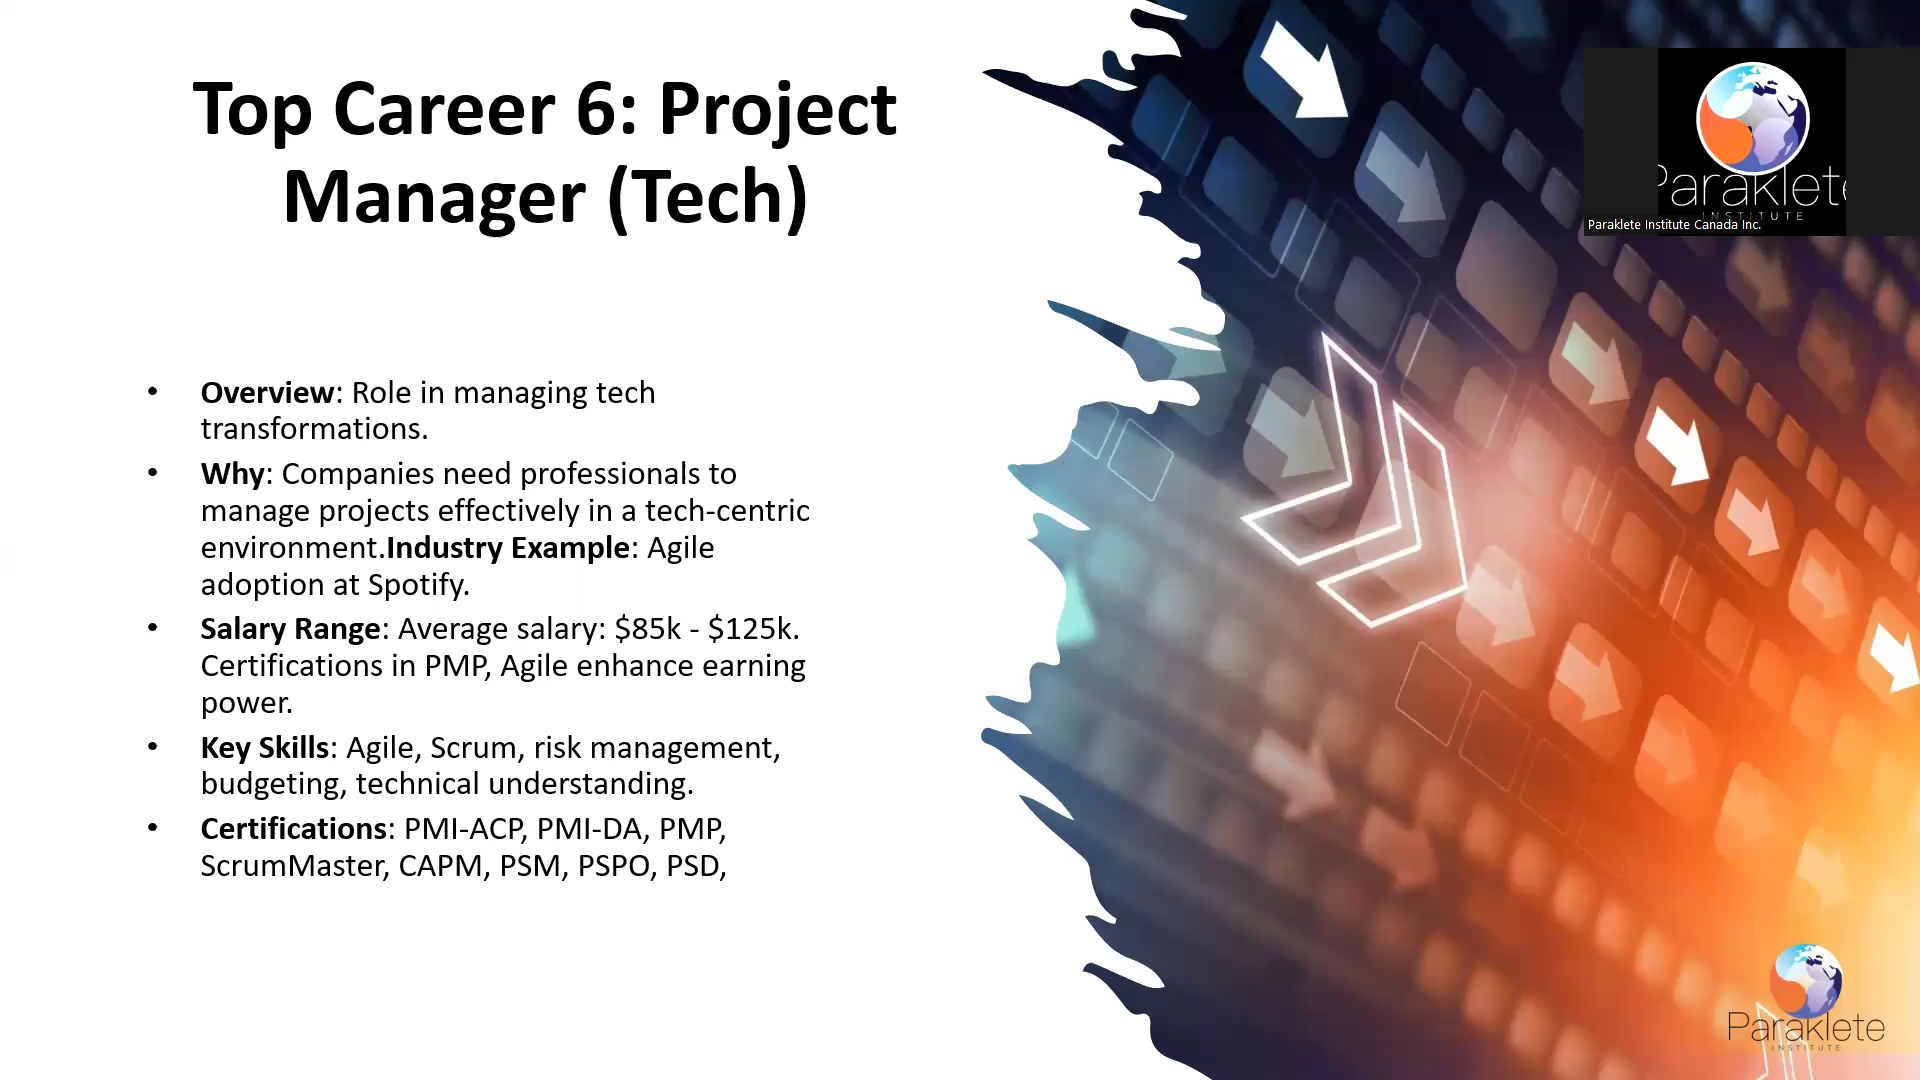 Top Career 6: Project
Manager (Tech)
• Overview: Role in managing tech
transformations.
• Why: Companies need professionals to
manage projects effectively in a tech-centric
environment.Industry Example: Agile
adoption at Spotify.
• Salary Range: Average salary: $85k - $125k.
Certifications in PMP, Agile enhance earning
power.
• Key Skills: Agile, Scrum, risk management,
budgeting, technical understanding.
• Certifications: PMI-ACP, PMI-DA, PMP,
ScrumMaster, CAPM, PSM, PSPO, PSD,
Paraklete
INSTITUTE
Paraklete Institute Canada Inc.
Paraklete
INSTITUTE